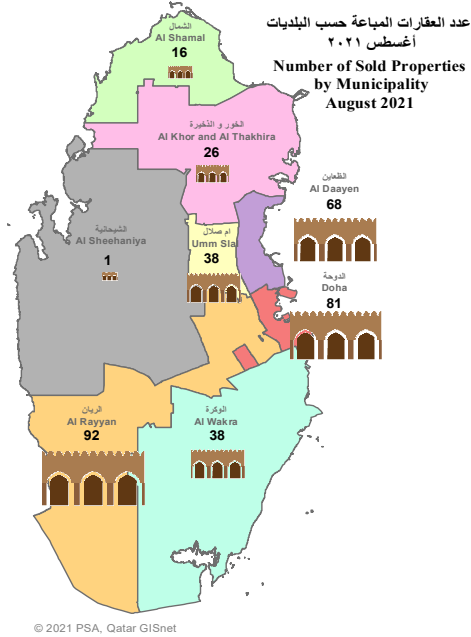 عدد العقارات المباعة حسب البلديات
أغسطس ٢٠٢١
Number of Sold Properties
by Municipality
August 2021
الشمال
Al Shamal
16
الخور و الذخيرة
Al Khor and Al Thakhira
26
الظعاين
Al Daayen
68
الشيحانية
Al Sheehaniya
1
ام صلال
Umm Slal
38
الدوحة
Doha
81
الريان
Al Rayyan
92
الوكرة
Al Wakra
38
© 2021 PSA, Qatar GISnet